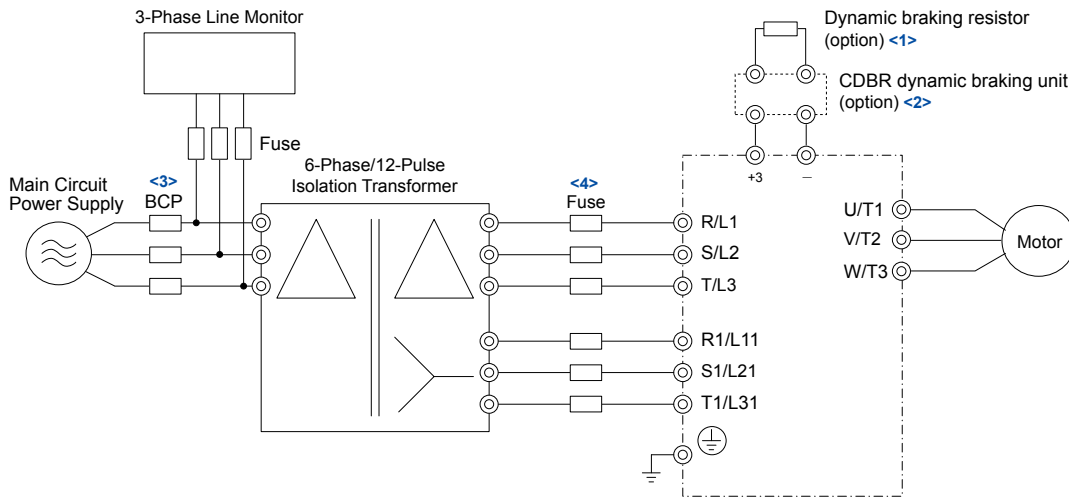 3-Phase Line Monitor
Fuse
Main Circuit
Power Supply
<3>
BCP
6-Phase/12-Pulse
Isolation Transformer
<4>
Fuse
Dynamic braking resistor
(option) <1>
CDBR dynamic braking unit
(option) <2>
+3
−
R/L1
S/L2
T/L3
R1/L11
S1/L21
T1/L31
U/T1
V/T2
W/T3
Motor